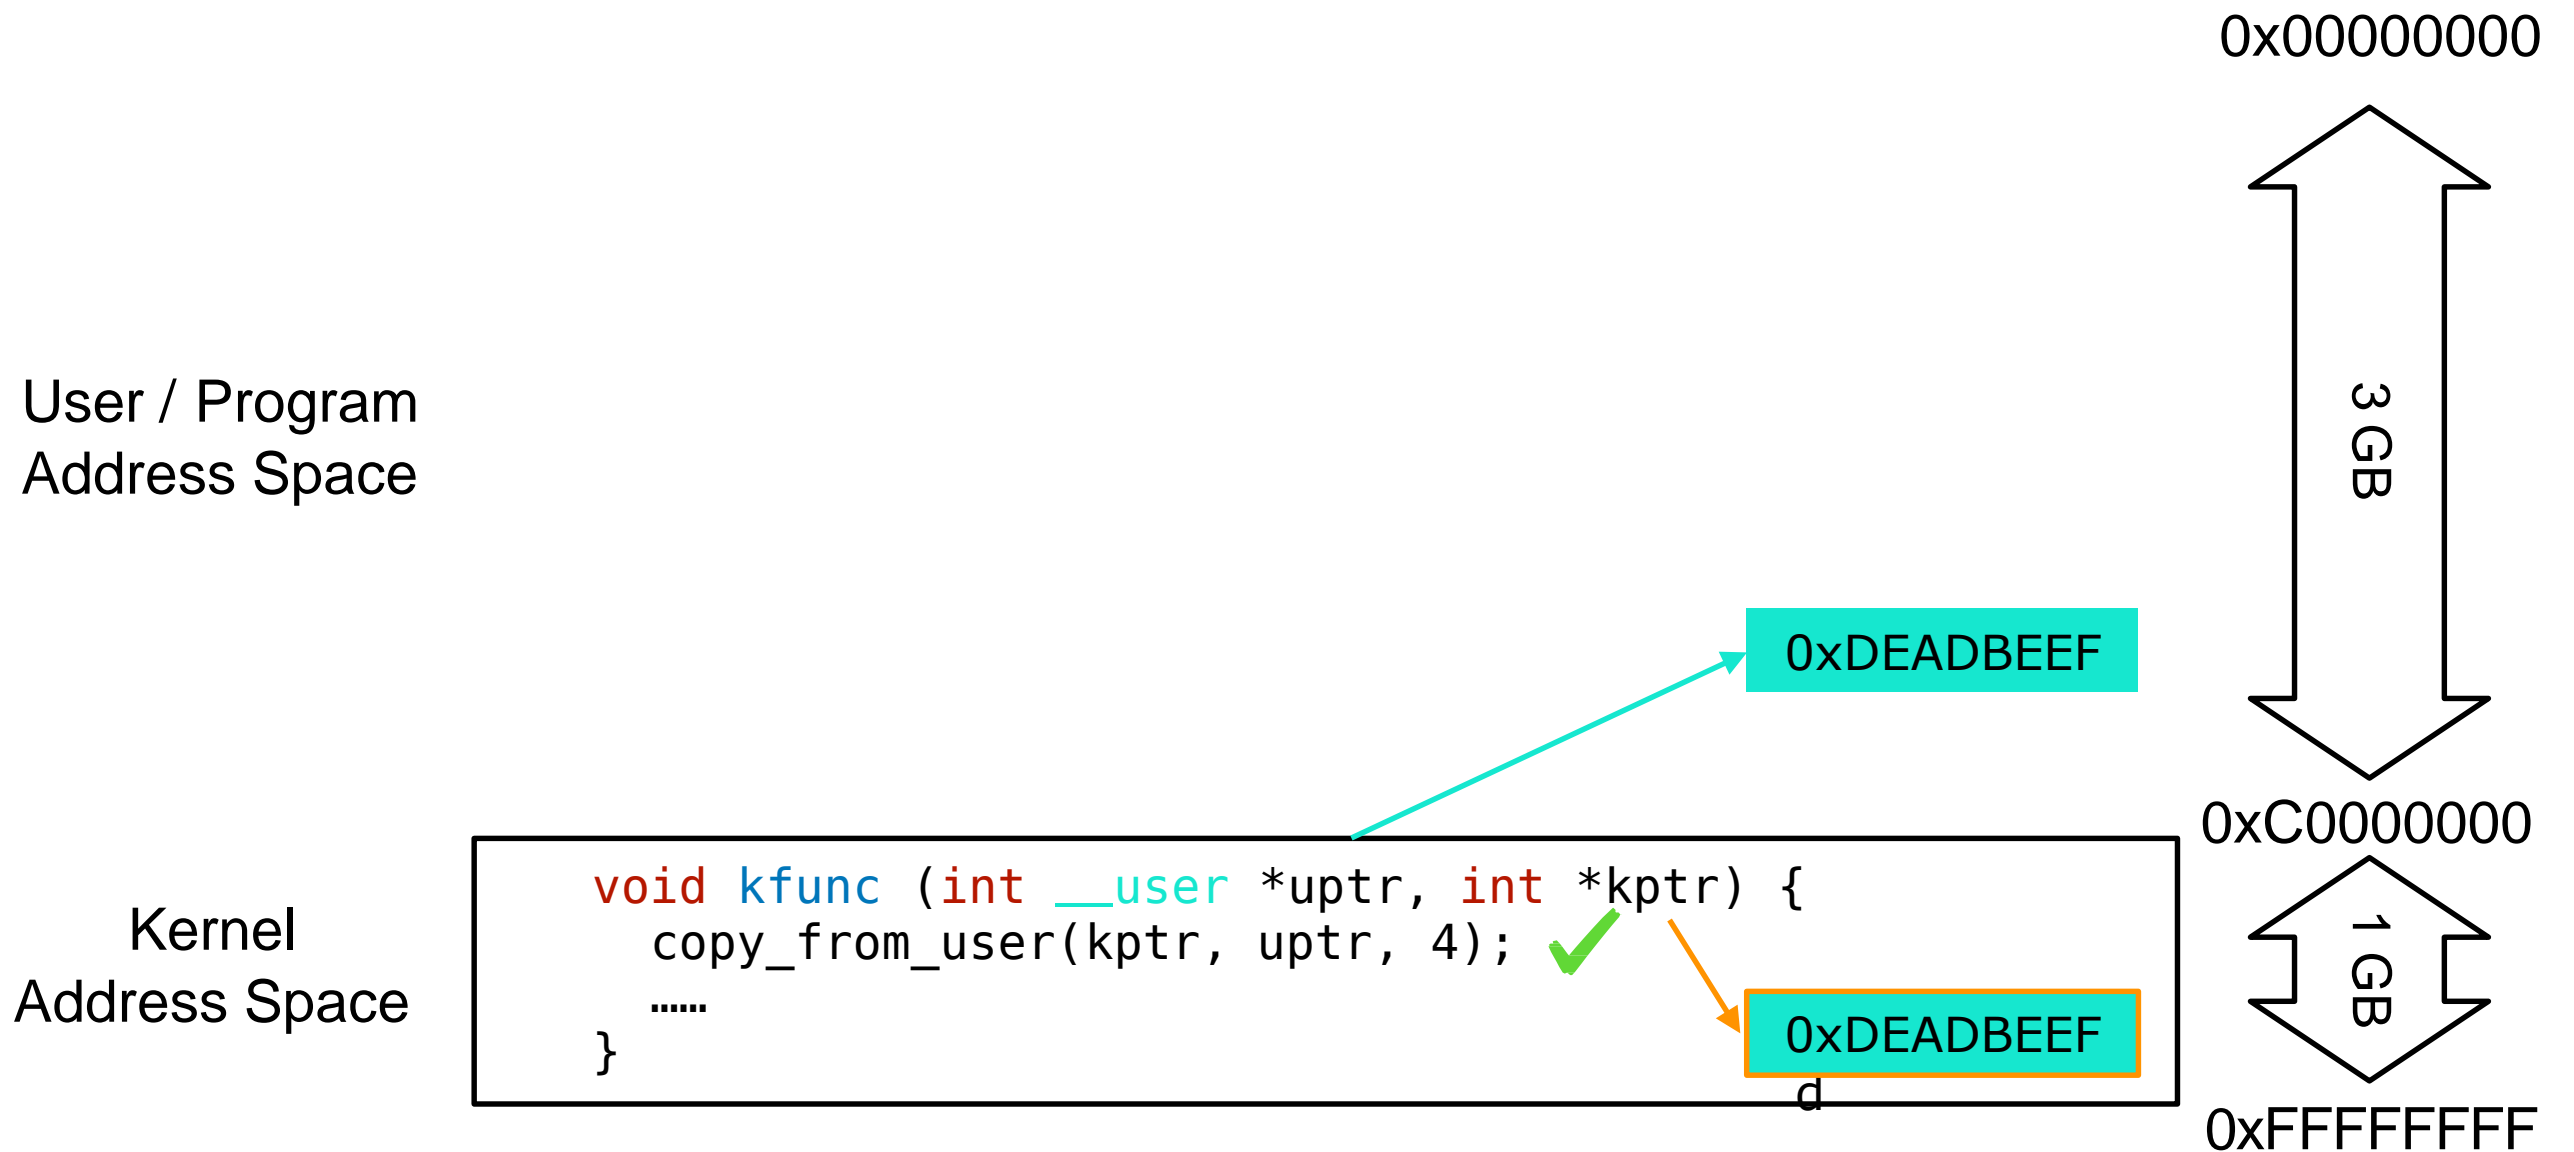 0x00000000
User / Program
Address Space
3 GB
0xDEADBEEF
0xC0000000
void kfunc (int __user *uptr, int *kptr) {
copy_from_user(kptr, uptr, 4);
……
}
Kernel
Address Space
1 GB
0xDEADBEEF
d
0xFFFFFFFF